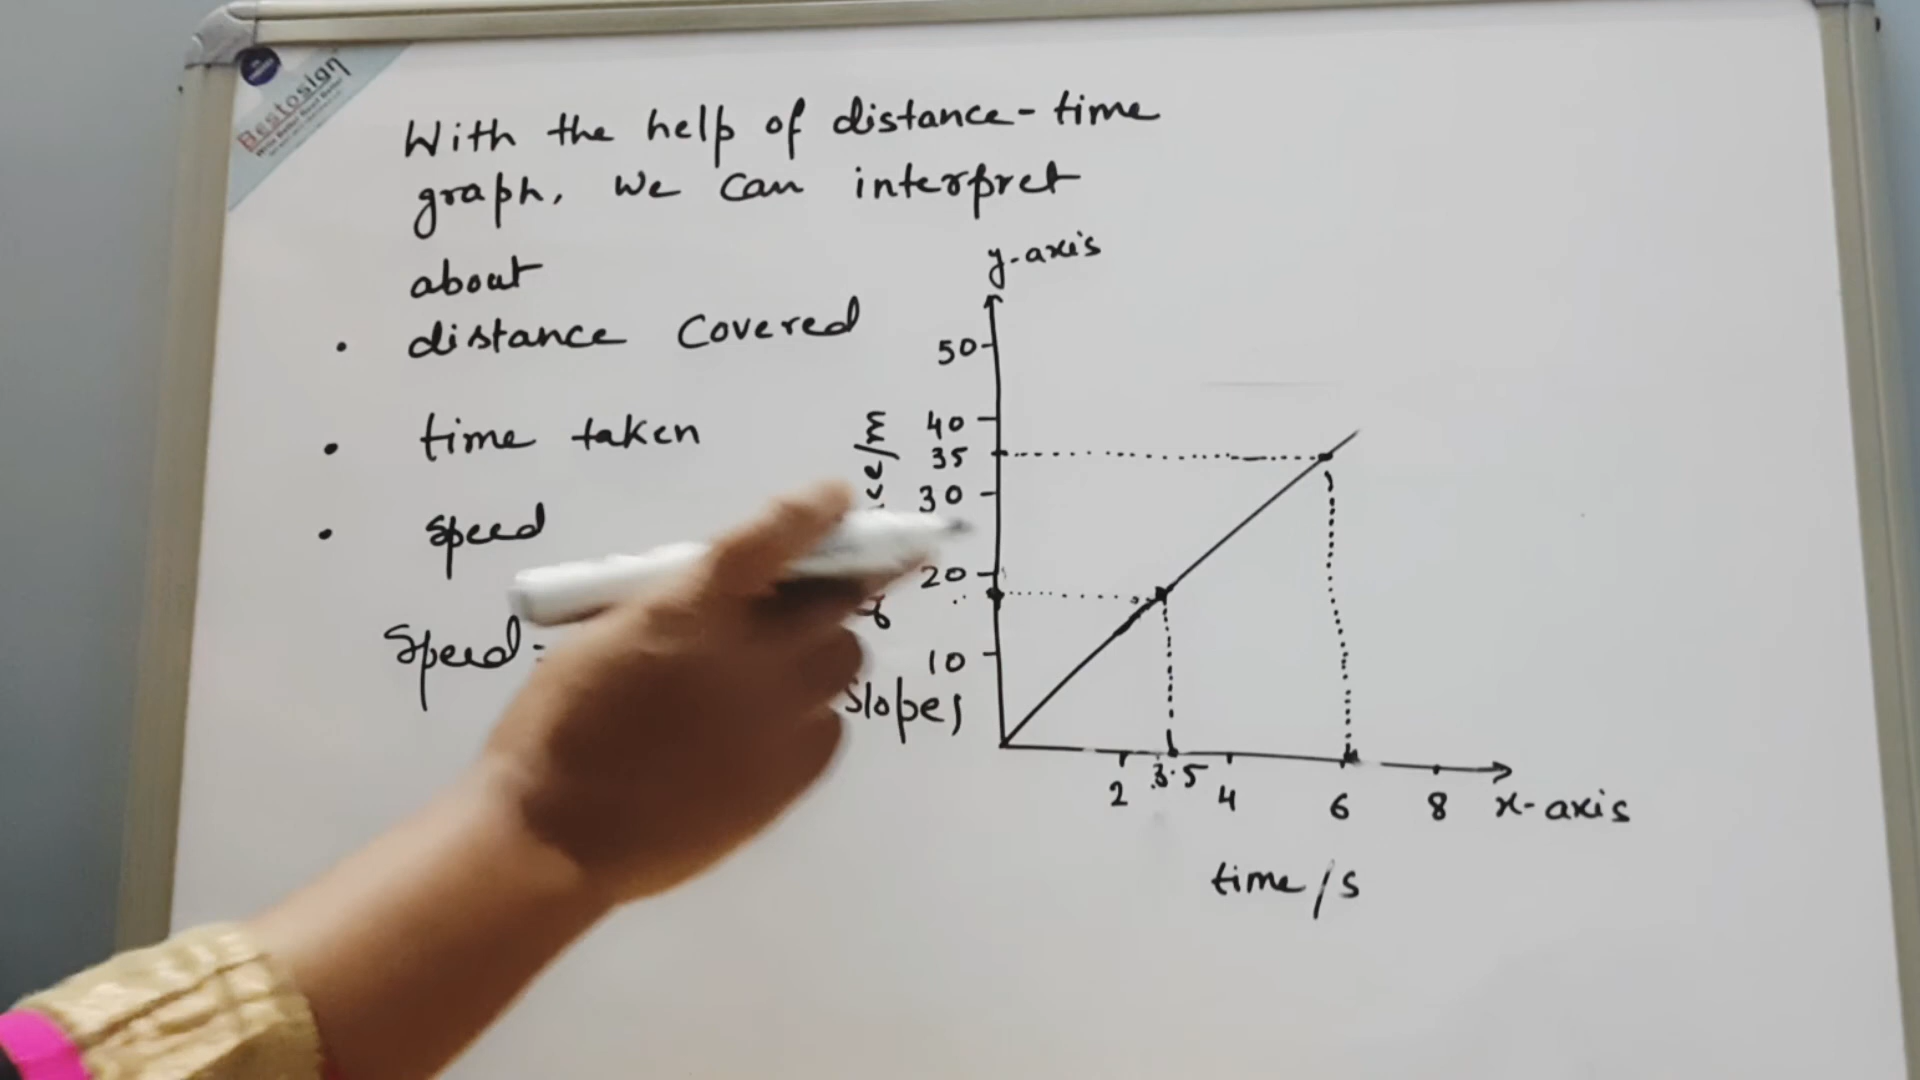 Bestosign
With the help of distance-time
graph, we can interpret
about
• distance Covered
• time taken
• speed
Speed =
slopes
y-axis
50
40
35
30
20
10
2
3.5
4
6
8
x-axis
time/s